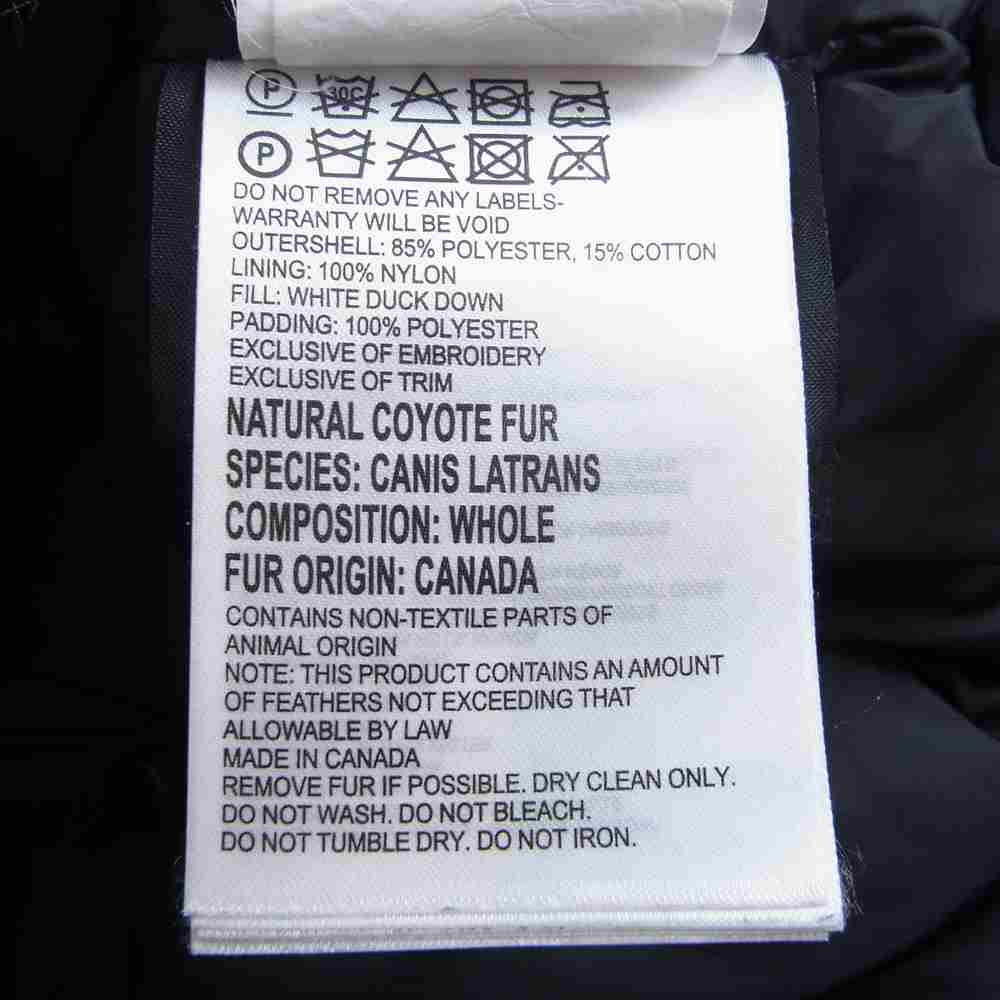 P 30C
P
DO NOT REMOVE ANY LABELS-
WARRANTY WILL BE VOID
OUTERSHELL: 85% POLYESTER, 15% COTTON
LINING: 100% NYLON
FILL: WHITE DUCK DOWN
PADDING: 100% POLYESTER
EXCLUSIVE OF EMBROIDERY
EXCLUSIVE OF TRIM
NATURAL COYOTE FUR
SPECIES: CANIS LATRANS
COMPOSITION: WHOLE
FUR ORIGIN: CANADA
CONTAINS NON-TEXTILE PARTS OF
ANIMAL ORIGIN
NOTE: THIS PRODUCT CONTAINS AN AMOUNT
OF FEATHERS NOT EXCEEDING THAT
ALLOWABLE BY LAW
MADE IN CANADA
REMOVE FUR IF POSSIBLE. DRY CLEAN ONLY.
DO NOT WASH. DO NOT BLEACH.
DO NOT TUMBLE DRY. DO NOT IRON.